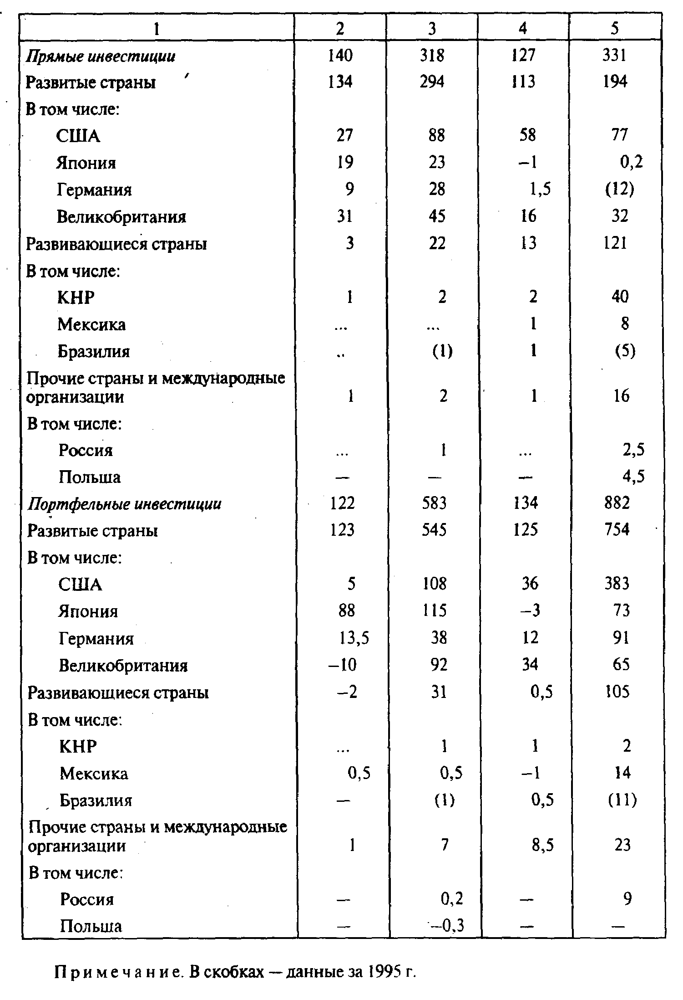 1 2 3 4 5
Прямые инвестиции 140 318 127 331
Развитые страны 134 294 113 194
В том числе:
США 27 88 58 77
Япония 19 23 –1 0,2
Германия 9 28 1,5 (12)
Великобритания 31 45 16 32
Развивающиеся страны 3 22 13 121
В том числе:
КНР 1 2 2 40
Мексика ... ... 1 8
Бразилия .. (1) 1 (5)
Прочие страны и международные
организации 1 2 1 16
В том числе:
Россия ... 1 ... 2,5
Польша — — — 4,5
Портфельные инвестиции 122 583 134 882
Развитые страны 123 545 125 754
В том числе:
США 5 108 36 383
Япония 88 115 –3 73
Германия 13,5 38 12 91
Великобритания –10 92 34 65
Развивающиеся страны –2 31 0,5 105
В том числе:
КНР ... 1 1 2
Мексика 0,5 0,5 –1 14
Бразилия — (1) 0,5 (11)
Прочие страны и международные
организации 1 7 8,5 23
В том числе:
Россия — 0,2 — 9
Польша — –0,3 — —
Примечание. В скобках — данные за 1995 г.